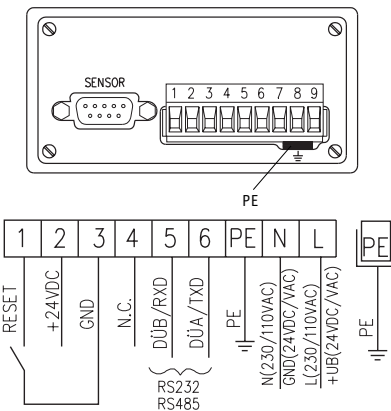 SENSOR
1 2 3 4 5 6 7 8 9
PE
1 2 3 4 5 6 PE N L
PE
RESET
+24VDC
GND
N.C.
DÜB/RXD
DÜA/TXD
PE
N(230/110VAC)
GND(24VDC/VAC)
L(230/110VAC)
+UB(24VDC/VAC)
PE
RS232
RS485